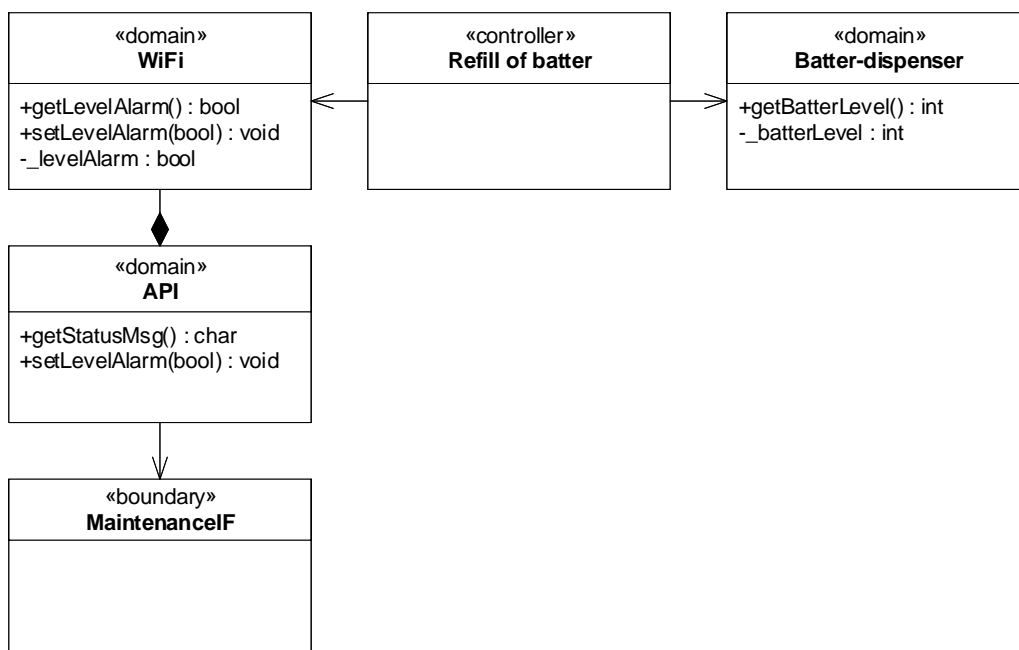 «domain»
WiFi
+getLevelAlarm() : bool
+setLevelAlarm(bool) : void
-_levelAlarm : bool
«controller»
Refill of batter
«domain»
Batter-dispenser
+getBatterLevel() : int
-_batterLevel : int
«domain»
API
+getStatusMsg() : char
+setLevelAlarm(bool) : void
«boundary»
MaintenanceIF